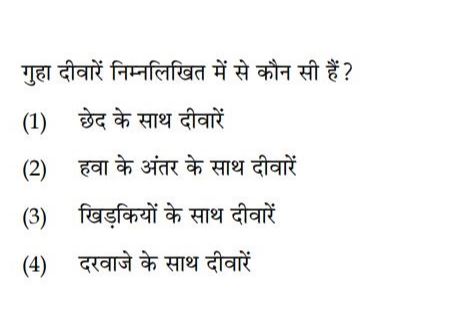 गुहा दीवारें निम्नलिखित में से कौन सी हैं?
(1) छेद के साथ दीवारें
(2) हवा के अंतर के साथ दीवारें
(3) खिड़कियों के साथ दीवारें
(4) दरवाजे के साथ दीवारें